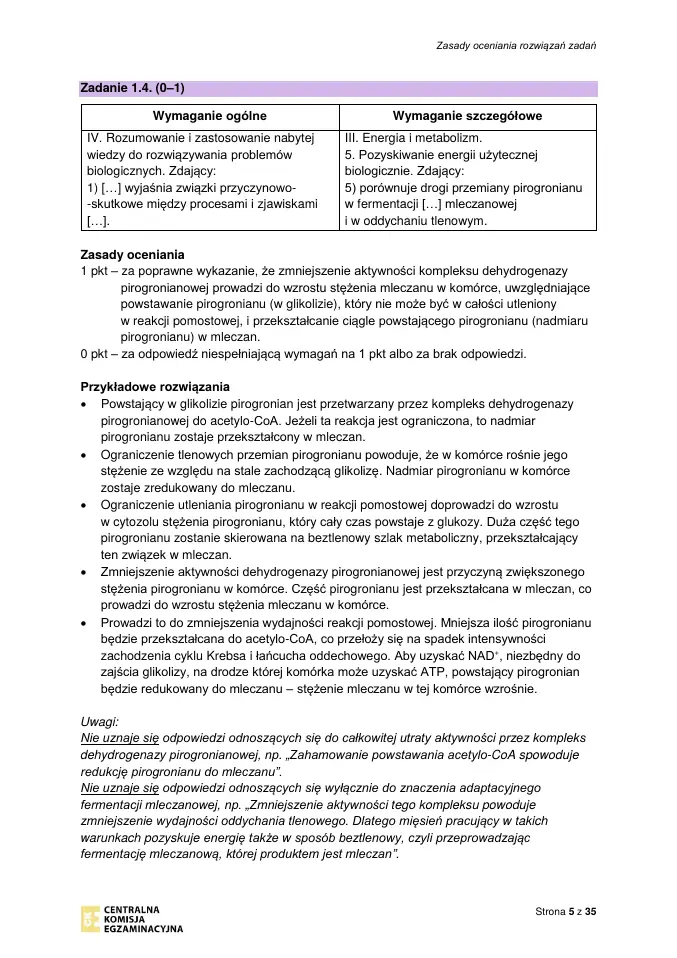 Zasady oceniania rozwiązań zadań
Zadanie 1.4. (0–1)
Wymaganie ogólne
Wymaganie szczegółowe
IV. Rozumowanie i zastosowanie nabytej
wiedzy do rozwiązywania problemów
biologicznych. Zdający:
1) […] wyjaśnia związki przyczynowo-
-skutkowe między procesami i zjawiskami
[…].
III. Energia i metabolizm.
5. Pozyskiwanie energii użytecznej
biologicznie. Zdający:
5) porównuje drogi przemiany pirogronianu
w fermentacji […] mleczanowej
i w oddychaniu tlenowym.
Zasady oceniania
1 pkt – za poprawne wykazanie, że zmniejszenie aktywności kompleksu dehydrogenazy
pirogronianowej prowadzi do wzrostu stężenia mleczanu w komórce, uwzględniające
powstawanie pirogronianu (w glikolizie), który nie może być w całości utleniony
w reakcji pomostowej, i przekształcanie ciągle powstającego pirogronianu (nadmiaru
pirogronianu) w mleczan.
0 pkt – za odpowiedź niespełniającą wymagań na 1 pkt albo za brak odpowiedzi.
Przykładowe rozwiązania
• Powstający w glikolizie pirogronian jest przetwarzany przez kompleks dehydrogenazy
pirogronianowej do acetylo-CoA. Jeżeli ta reakcja jest ograniczona, to nadmiar
pirogronianu zostaje przekształcony w mleczan.
• Ograniczenie tlenowych przemian pirogronianu powoduje, że w komórce rośnie jego
stężenie ze względu na stale zachodzącą glikolizę. Nadmiar pirogronianu w komórce
zostaje zredukowany do mleczanu.
• Ograniczenie utleniania pirogronianu w reakcji pomostowej doprowadzi do wzrostu
w cytozolu stężenia pirogronianu, który cały czas powstaje z glukozy. Duża część tego
pirogronianu zostanie skierowana na beztlenowy szlak metaboliczny, przekształcający
ten związek w mleczan.
• Zmniejszenie aktywności dehydrogenazy pirogronianowej jest przyczyną zwiększonego
stężenia pirogronianu w komórce. Część pirogronianu jest przekształcana w mleczan, co
prowadzi do wzrostu stężenia mleczanu w komórce.
• Prowadzi to do zmniejszenia wydajności reakcji pomostowej. Mniejsza ilość pirogronianu
będzie przekształcana do acetylo-CoA, co przełoży się na spadek intensywności
zachodzenia cyklu Krebsa i łańcucha oddechowego. Aby uzyskać NAD⁺, niezbędny do
zajścia glikolizy, na drodze której komórka może uzyskać ATP, powstający pirogronian
będzie redukowany do mleczanu – stężenie mleczanu w tej komórce wzrośnie.
Uwagi:
Nie uznaje się odpowiedzi odnoszących się do całkowitej utraty aktywności przez kompleks
dehydrogenazy pirogronianowej, np. „Zahamowanie powstawania acetylo-CoA spowoduje
redukcję pirogronianu do mleczanu”.
Nie uznaje się odpowiedzi odnoszących się wyłącznie do znaczenia adaptacyjnego
fermentacji mleczanowej, np. „Zmniejszenie aktywności tego kompleksu powoduje
zmniejszenie wydajności oddychania tlenowego. Dlatego mięsień pracujący w takich
warunkach pozyskuje energię także w sposób beztlenowy, czyli przeprowadzając
fermentację mleczanową, której produktem jest mleczan”.
CENTRALNA
KOMISJA
EGZAMINACYJNA
Strona 5 z 35